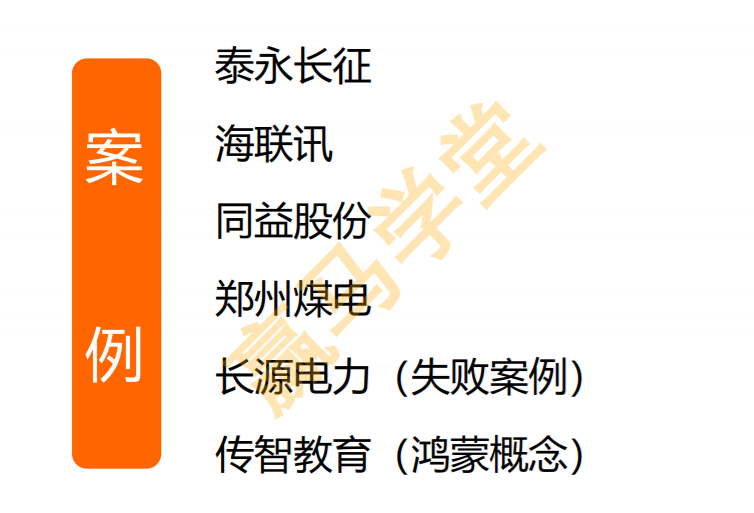 案例
泰永长征
海联讯
同益股份
郑州煤电
长源电力（失败案例）
传智教育（鸿蒙概念）
赢马学堂